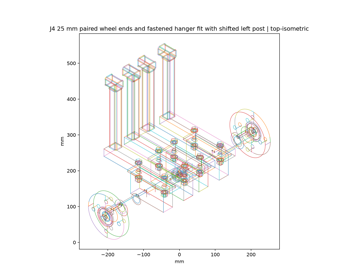 J4 25 mm paired wheel ends and fastened hanger fit with shifted left post | top-isometric
500
400
300
200
100
0
mm
−200 −100 0 100 200
mm